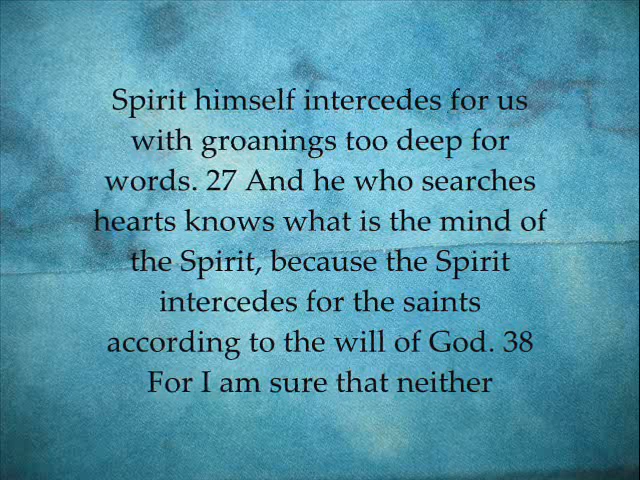 Spirit himself intercedes for us
with groanings too deep for
words. 27 And he who searches
hearts knows what is the mind of
the Spirit, because the Spirit
intercedes for the saints
according to the will of God. 38
For I am sure that neither